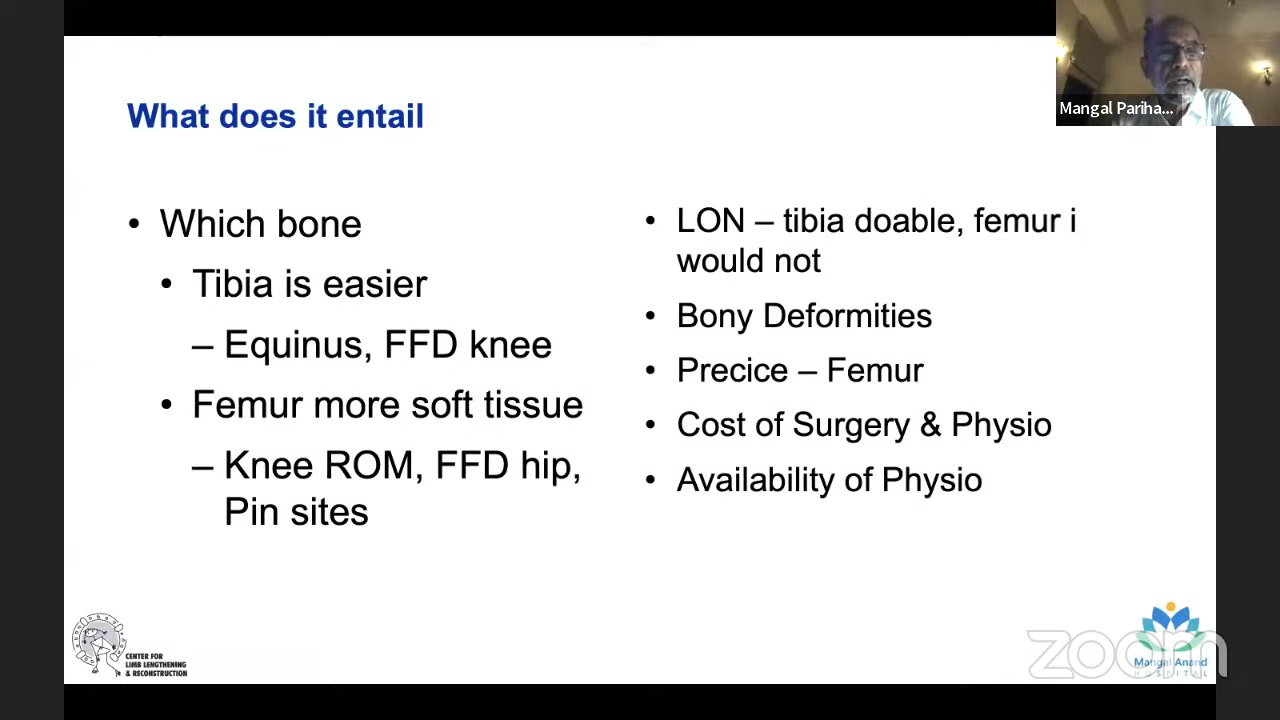 Mangal Pariha...
What does it entail
• Which bone
• Tibia is easier
– Equinus, FFD knee
• Femur more soft tissue
– Knee ROM, FFD hip,
Pin sites
• LON – tibia doable, femur i
would not
• Bony Deformities
• Precice – Femur
• Cost of Surgery & Physio
• Availability of Physio
CENTER FOR
LIMB LENGTHENING
& RECONSTRUCTION
zoom
Mangal Anand
HOSPITAL